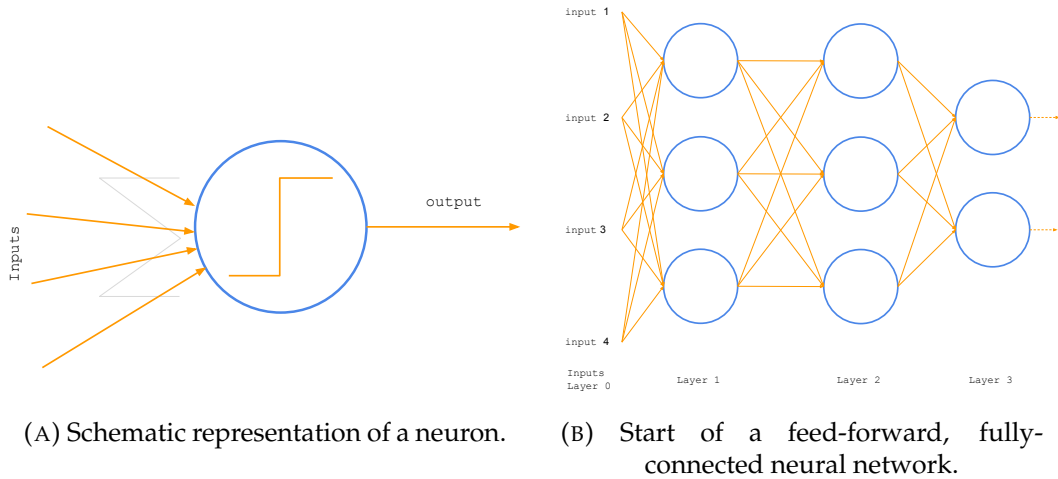 Inputs
output
(A) Schematic representation of a neuron.
input 1
input 2
input 3
input 4
Inputs
Layer 0
Layer 1
Layer 2
Layer 3
(B) Start of a feed-forward, fully-
connected neural network.